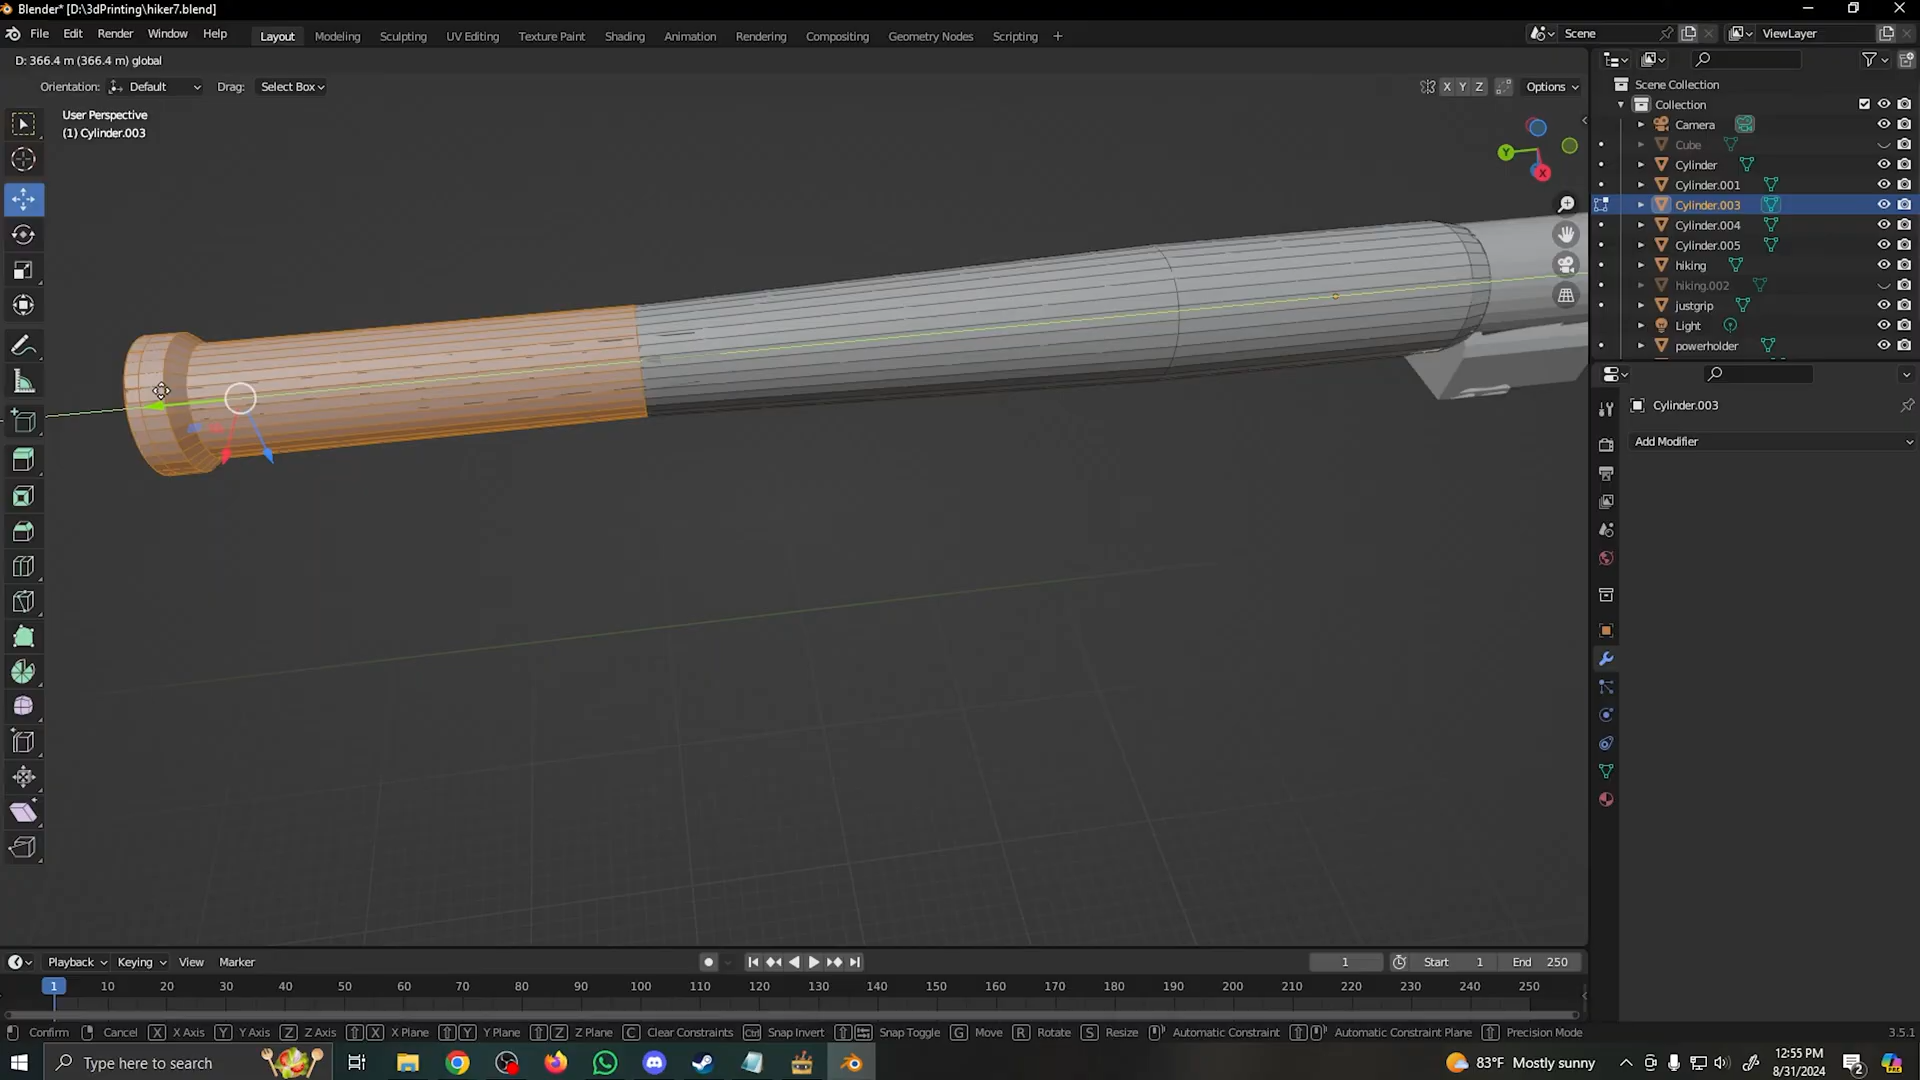 Blender* [D:\3dPrinting\hiker7.blend]
File Edit Render Window Help Layout Modeling Sculpting UV Editing Texture Paint Shading Animation Rendering Compositing Geometry Nodes Scripting + Scene ViewLayer
D: 366.4 m (366.4 m) global
Orientation: Default Drag: Select Box X Y Z Options
User Perspective
(1) Cylinder.003
Y
X
Scene Collection
Collection
Camera
Cube
Cylinder
Cylinder.001
Cylinder.003
Cylinder.004
Cylinder.005
hiking
hiking.002
justgrip
Light
powerholder
Cylinder.003
Add Modifier
Playback Keying View Marker 1 Start 1 End 250
1 10 20 30 40 50 60 70 80 90 100 110 120 130 140 150 160 170 180 190 200 210 220 230 240 250
Confirm Cancel X X Axis Y Y Axis Z Z Axis X X Plane Y Y Plane Z Z Plane C Clear Constraints Ctrl Snap Invert Snap Toggle G Move R Rotate S Resize Automatic Constraint Automatic Constraint Plane Precision Mode 3.5.1
Type here to search 83°F Mostly sunny 12:55 PM
8/31/2024 2